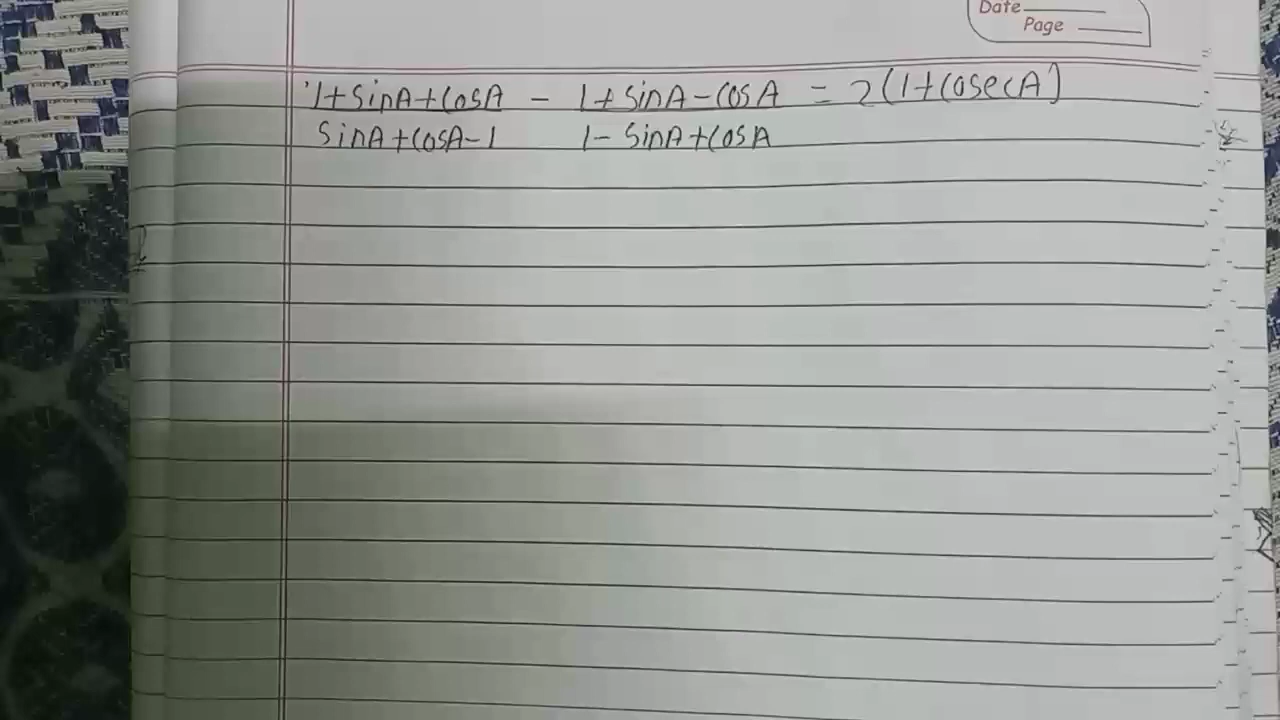 Date
Page
1+sinA+cosA - 1+sinA-cosA = 2(1+cosecA)
sinA+cosA-1 1-sinA+cosA